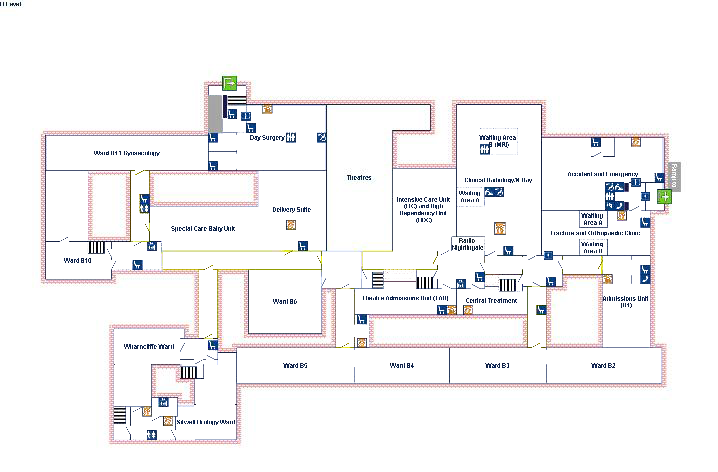 Level
Day Surgery
Ward B11 Gynaecology
Theatres
Waiting Area
B (MRI)
Clinical Radiology/X-Ray
Waiting
Area A
Accident and Emergency
Ramp to
Intensive Care Unit
(ICU) and High
Dependency Unit
(HDU)
Delivery Suite
Special Care Baby Unit
Waiting
Area A
Fracture and Orthopaedic Clinic
Waiting
Area B
Radio
Nightingale
Ward B10
Ward B6
Theatre Admissions Unit (TAU)
Central Treatment
Admissions Unit
Wharncliffe Ward
Ward B5
Ward B4
Ward B3
Ward B2
Urology Ward